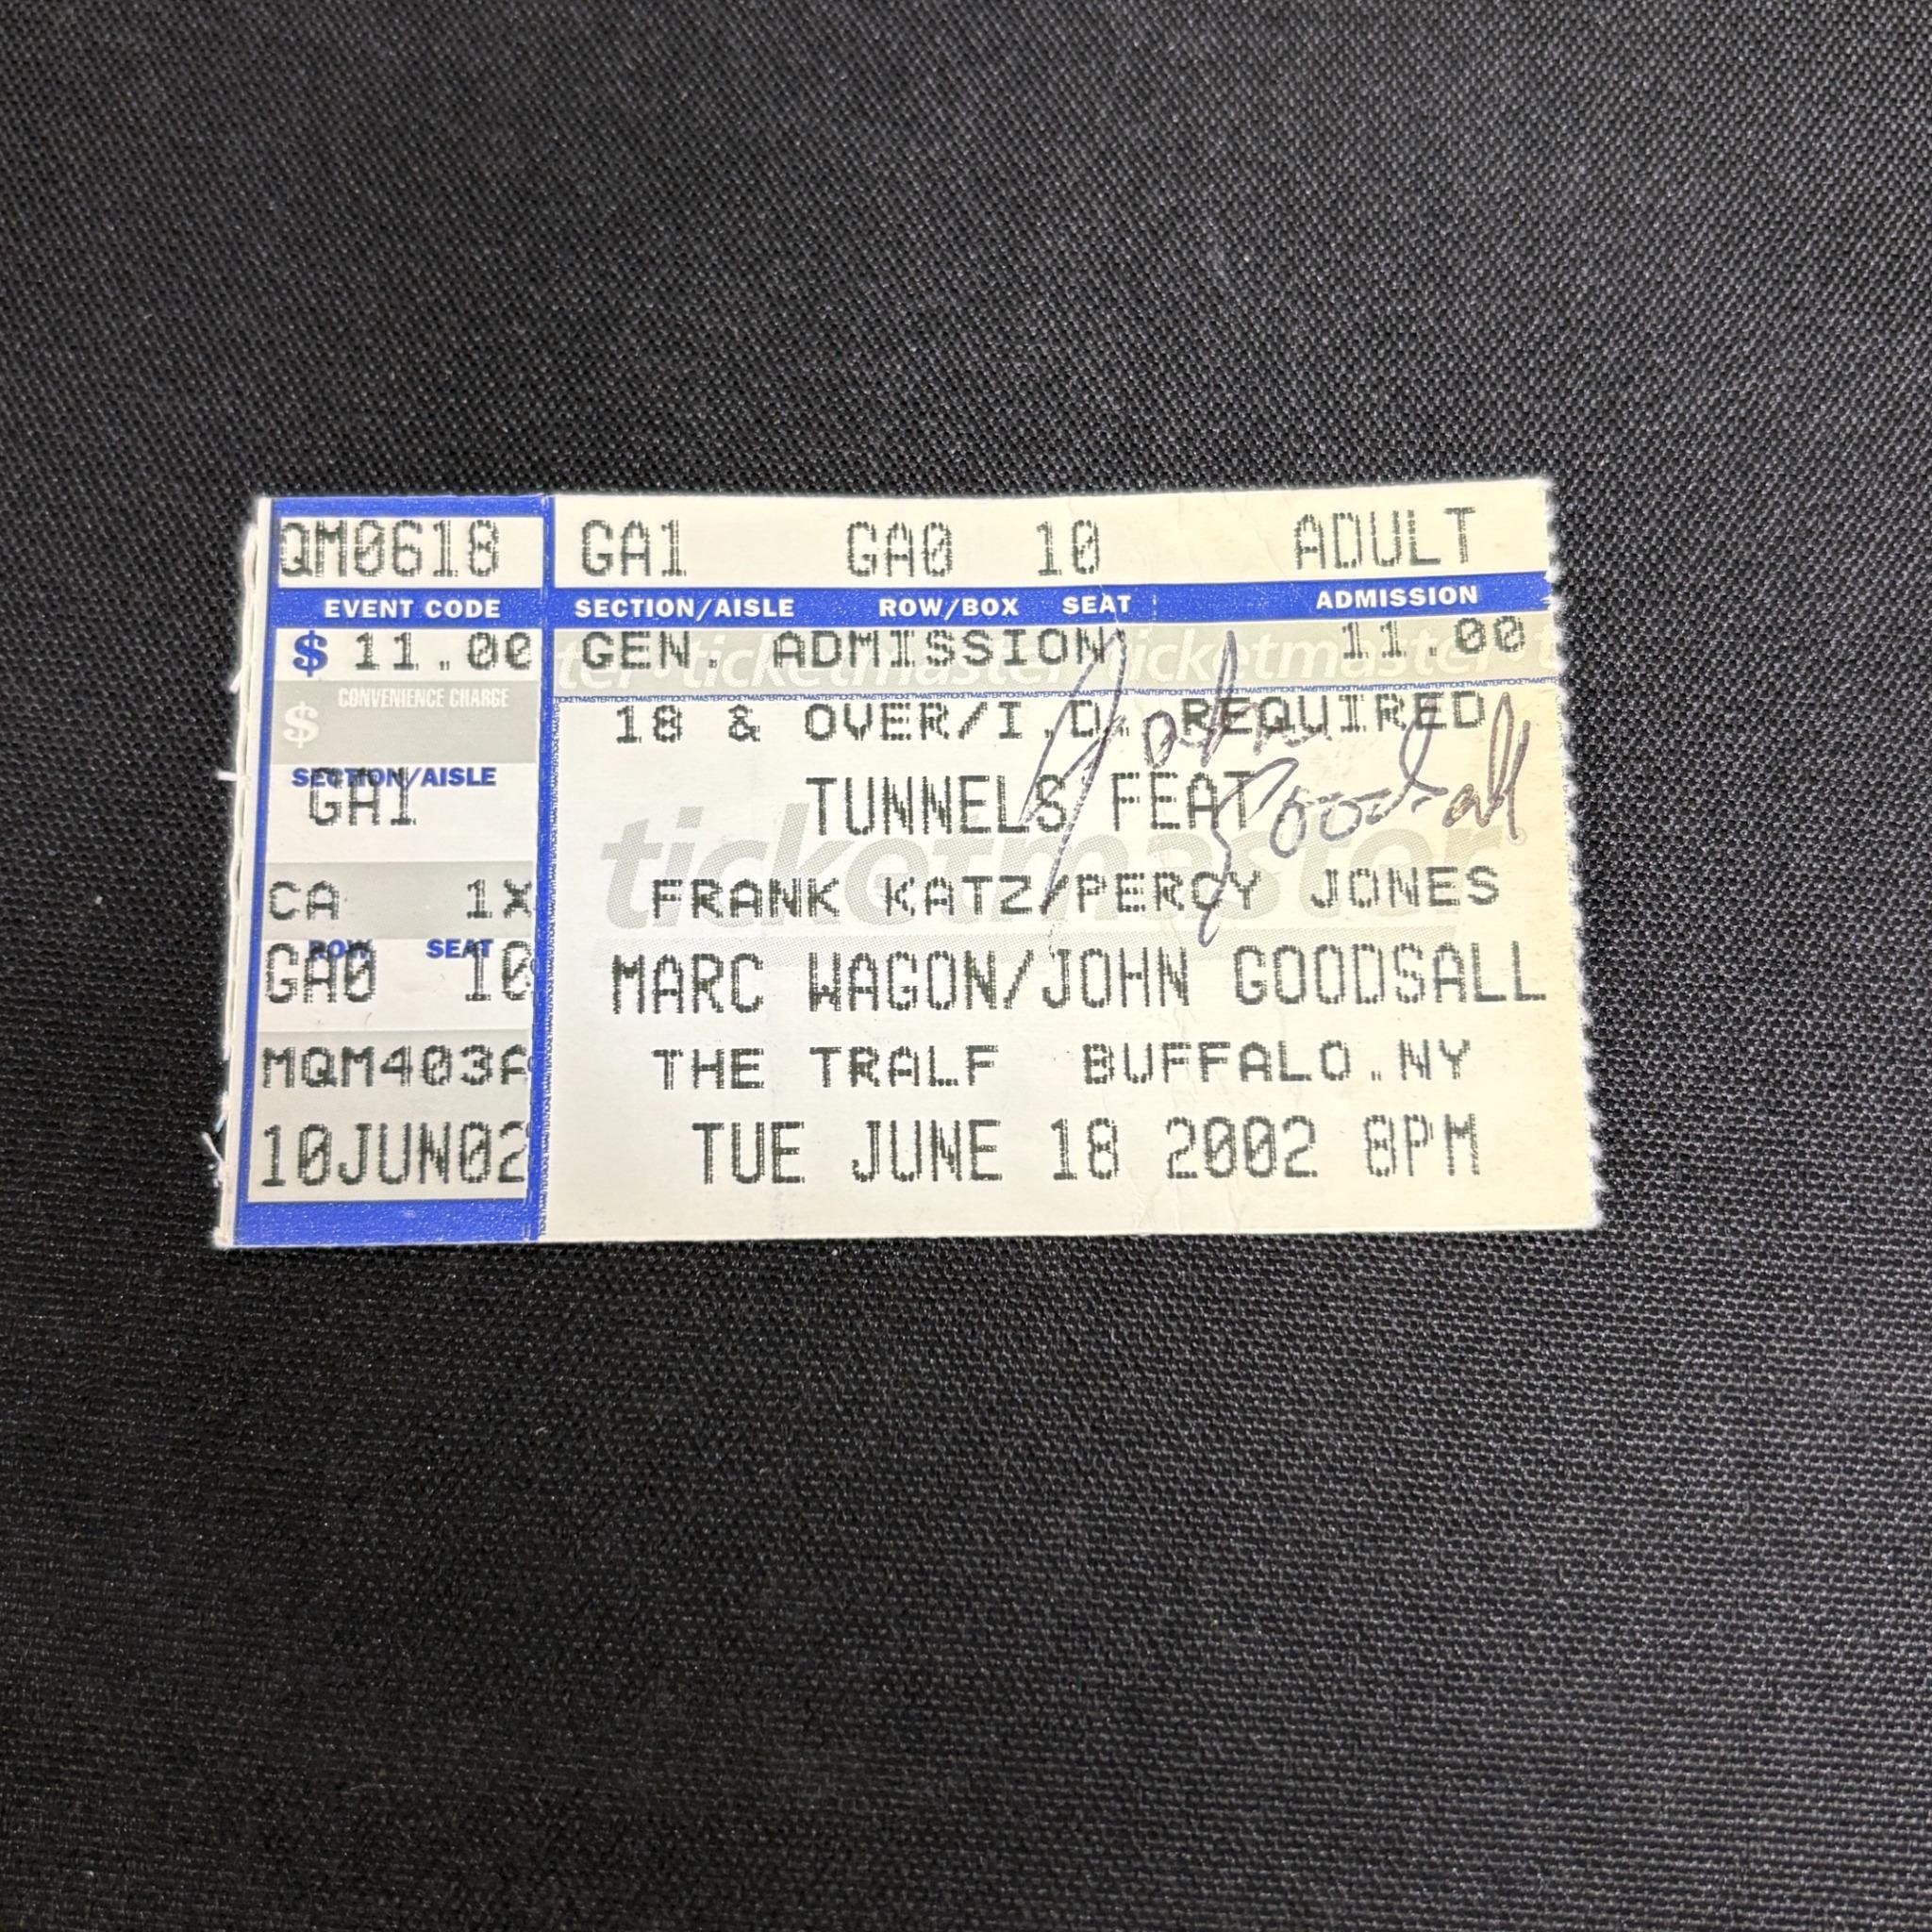 QM0618 GA1 GA0 10 ADULT
EVENT CODE SECTION/AISLE ROW/BOX SEAT ADMISSION
$ 11.00 GEN. ADMISSION 11.00
ter • ticketmaster ticketmaster • t
CONVENIENCE CHARGE
$
18 & OVER/I.D. REQUIRED
John
Goodsall
SECTION/AISLE
GA1
TUNNELS FEAT
ticketmaster
CA 1X
FRANK KATZ/PERCY JONES
ROW SEAT
GA0 10
MARC WAGON/JOHN GOODSALL
MQM403A
THE TRALF BUFFALO.NY
10JUN02
TUE JUNE 18 2002 8PM